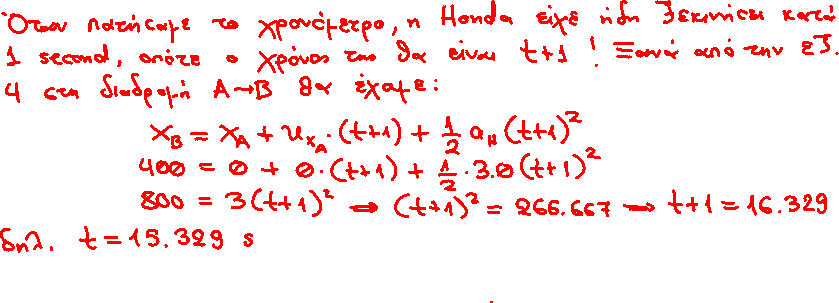 Όταν πατήσαμε το χρονόμετρο, η Honda είχε ήδη ξεκινήσει κατά
1 second, οπότε ο χρόνος της θα είναι t+1 ! Ξανά από την εξ.
4 στη διαδρομή A→B θα έχαμε:
x_B = x_A + u_{x_A}·(t+1) + 1/2 a_H (t+1)^2
400 = 0 + 0·(t+1) + 1/2·3.0(t+1)^2
800 = 3(t+1)^2 ⇒ (t+1)^2 = 266.667 → t+1 = 16.329
δηλ. t = 15.329 s